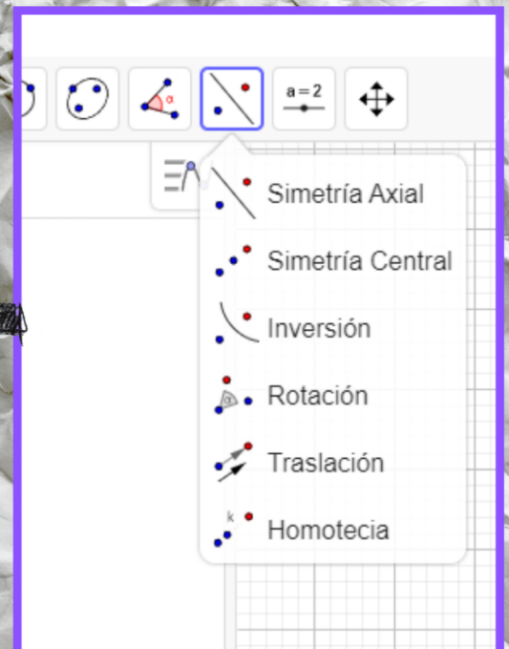 α
a=2
Simetría Axial
Simetría Central
Inversión
α
Rotación
Traslación
k
Homotecia